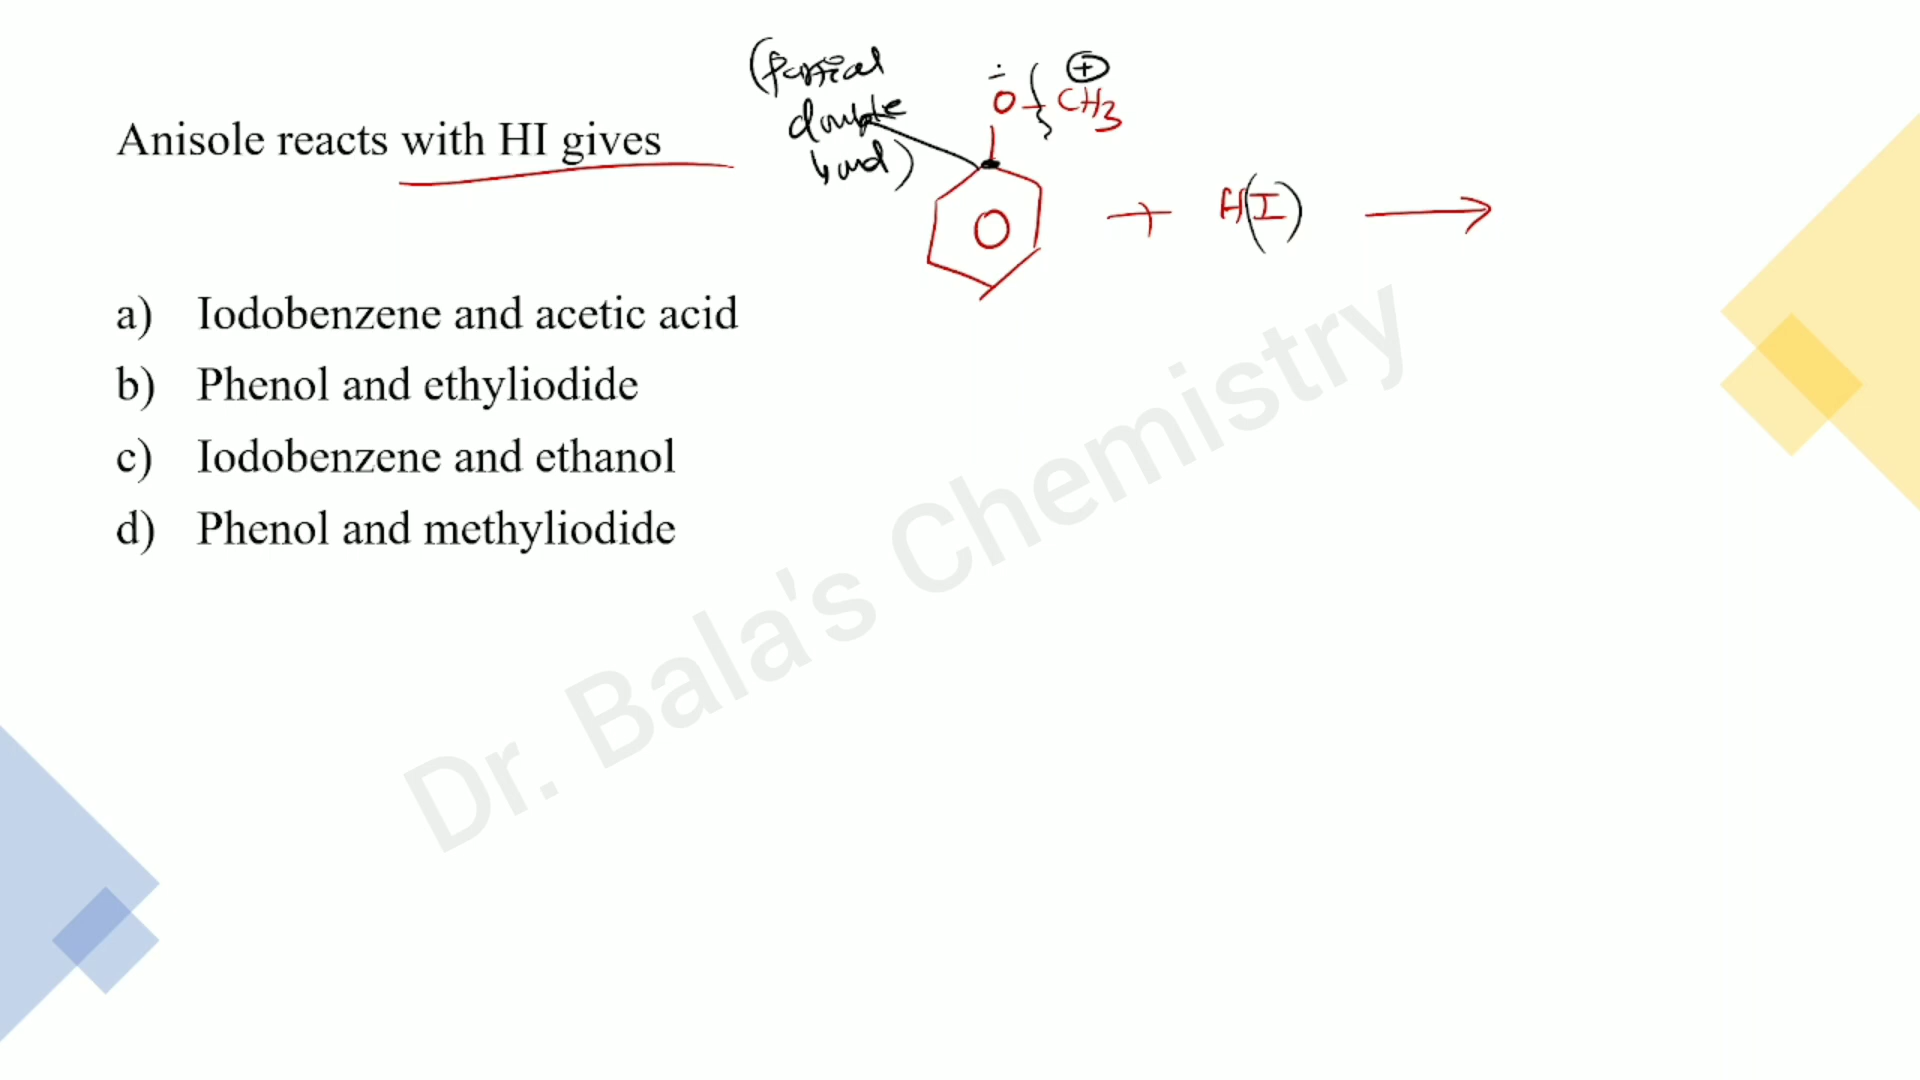 Anisole reacts with HI gives
(partial
double
bond)
O CH3
⊕
+ H(I) ⟶
a) Iodobenzene and acetic acid
b) Phenol and ethyliodide
c) Iodobenzene and ethanol
d) Phenol and methyliodide
Dr. Bala's Chemistry